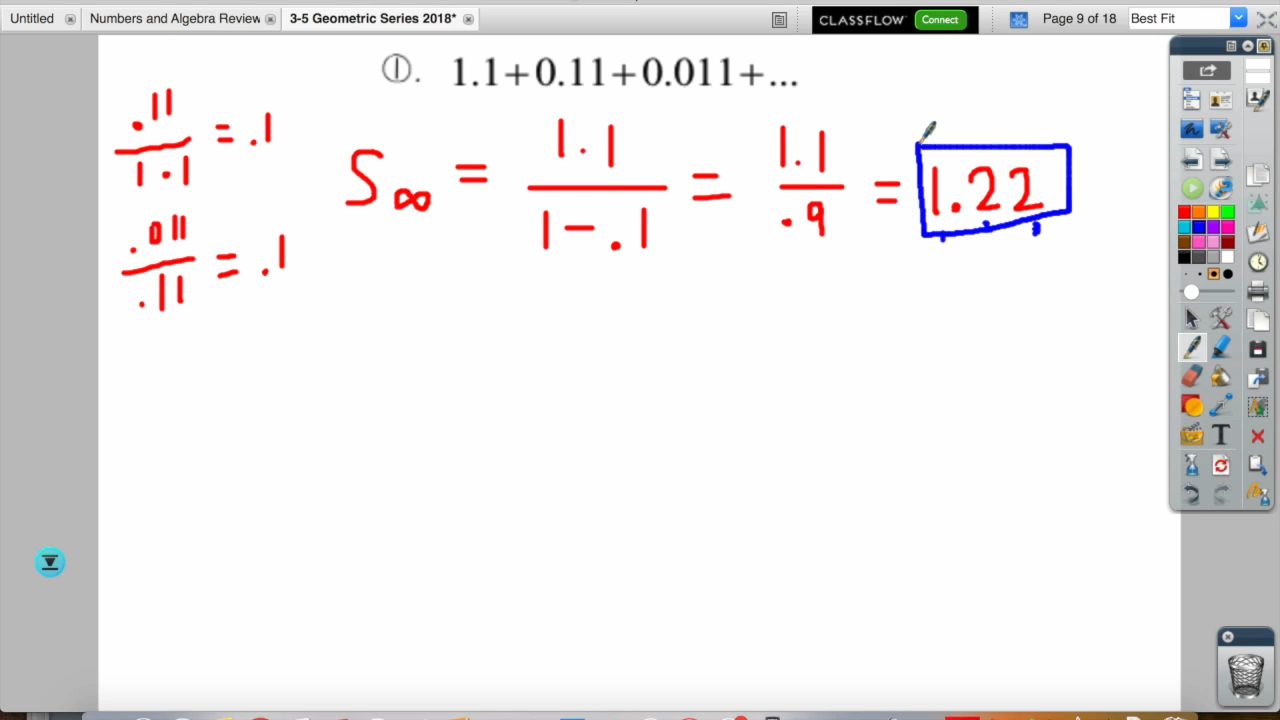 Untitled Numbers and Algebra Review 3-5 Geometric Series 2018* CLASSFLOW Connect Page 9 of 18 Best Fit
①. 1.1+0.11+0.011+...
.11/1.1 = .1
.011/.11 = .1
S∞ = 1.1/1-.1 = 1.1/.9 = 1.22
T